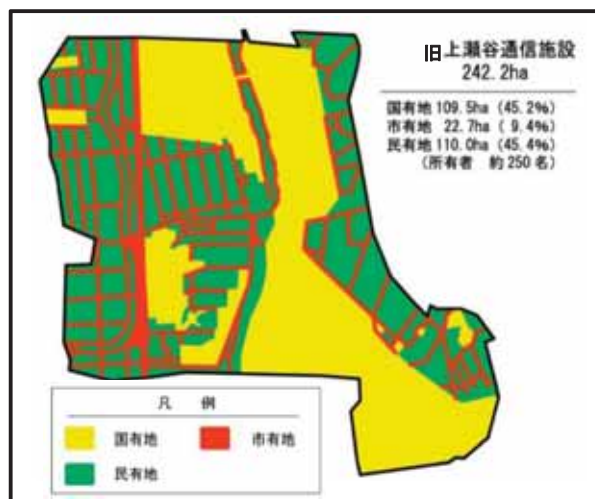 旧上瀬谷通信施設
242.2ha
国有地 109.5ha (45.2%)
市有地 22.7ha ( 9.4%)
民有地 110.0ha (45.4%)
(所有者 約250名)
凡 例
国有地 市有地
民有地